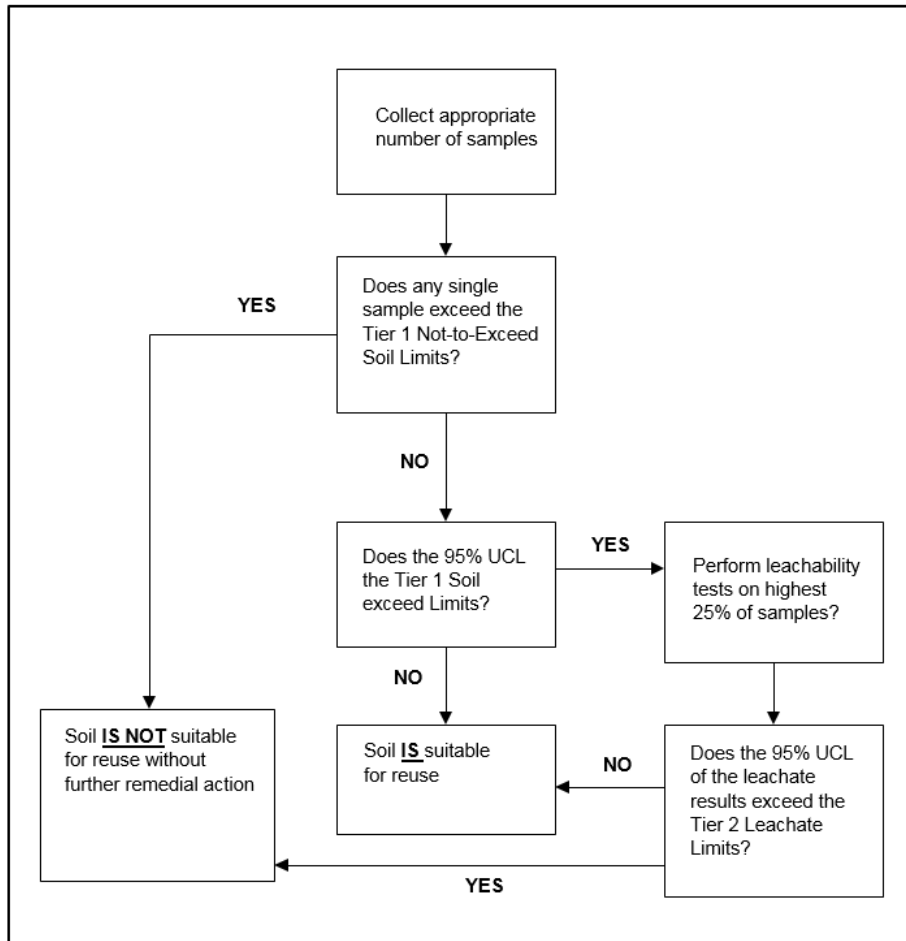 Collect appropriate
number of samples
Does any single
sample exceed the
Tier 1 Not-to-Exceed
Soil Limits?
YES
NO
Does the 95% UCL
the Tier 1 Soil
exceed Limits?
YES
Perform leachability
tests on highest
25% of samples?
NO
Soil IS NOT suitable
for reuse without
further remedial action
Soil IS suitable
for reuse
NO
Does the 95% UCL
of the leachate
results exceed the
Tier 2 Leachate
Limits?
YES